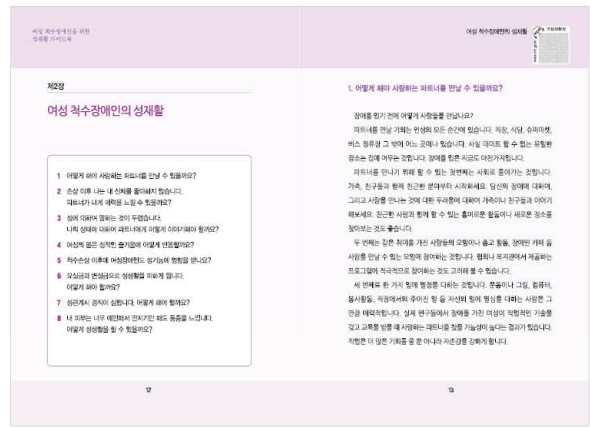 여성 척수장애인을 위한
성재활 가이드북
제2장
여성 척수장애인의 성재활
1 어떻게 해야 사랑하는 파트너를 만날 수 있을까요?
2 손상 이후 나는 내 신체를 좋아하지 않습니다.
파트너가 나에게 매력을 느낄 수 있을까요?
3 성에 대하여 말하는 것이 두렵습니다.
나의 상태에 대하여 파트너에게 어떻게 이야기해야 할까요?
4 여성의 몸은 성적인 즐거움에 어떻게 반응할까요?
5 척수손상 이후에 여성장애인도 성기능에 영향을 받나요?
6 요실금과 변실금으로 성생활을 피하게 됩니다.
어떻게 해야 할까요?
7 성관계시 경직이 심합니다. 어떻게 해야 할까요?
8 내 피부는 너무 예민해서 만지기만 해도 통증을 느낍니다.
어떻게 성생활을 할 수 있을까요?
12
여성 척수장애인의 성재활
1. 어떻게 해야 사랑하는 파트너를 만날 수 있을까요?
장애를 입기 전에 어떻게 사람들을 만났나요?
파트너를 만날 기회는 인생의 모든 순간에 있습니다. 직장, 식당, 슈퍼마켓,
버스 정류장 그 밖에 어느 곳에나 있습니다. 사실 데이트 할 수 없는 유일한
장소는 집에 머무는 것입니다. 장애를 입은 지금도 마찬가지입니다.
파트너를 만나기 위해 할 수 있는 첫번째는 사회로 돌아가는 것입니다.
가족, 친구들과 함께 친근한 분야부터 시작하세요. 당신의 장애에 대하여,
그리고 사람을 만나는 것에 대한 두려움에 대하여 가족이나 친구들과 이야기
해보세요. 친근한 사람과 함께 할 수 있는 흥미로운 활동이나 새로운 장소를
찾아보는 것도 좋습니다.
두 번째는 같은 취미를 가진 사람들의 모임이나 종교 활동, 장애인 카페 등
사람을 만날 수 있는 모임에 참여하는 것입니다. 협회나 복지관에서 제공하는
프로그램에 적극적으로 참여하는 것도 고려해 볼 수 있습니다.
세 번째로 한 가지 일에 열정을 다하는 것입니다. 운동이나 그림, 컴퓨터,
봉사활동, 직장에서의 주어진 일 등 자신의 일에 열심을 다하는 사람은 그
만큼 매력적입니다. 실제 연구들에서 장애를 가진 여성이 직업적인 기술을
갖고 교육을 받을 때 사랑하는 파트너를 찾을 가능성이 높다는 결과가 있습니다.
직업은 더 많은 기회를 줄 뿐 아니라 자존감을 강하게 합니다.
13